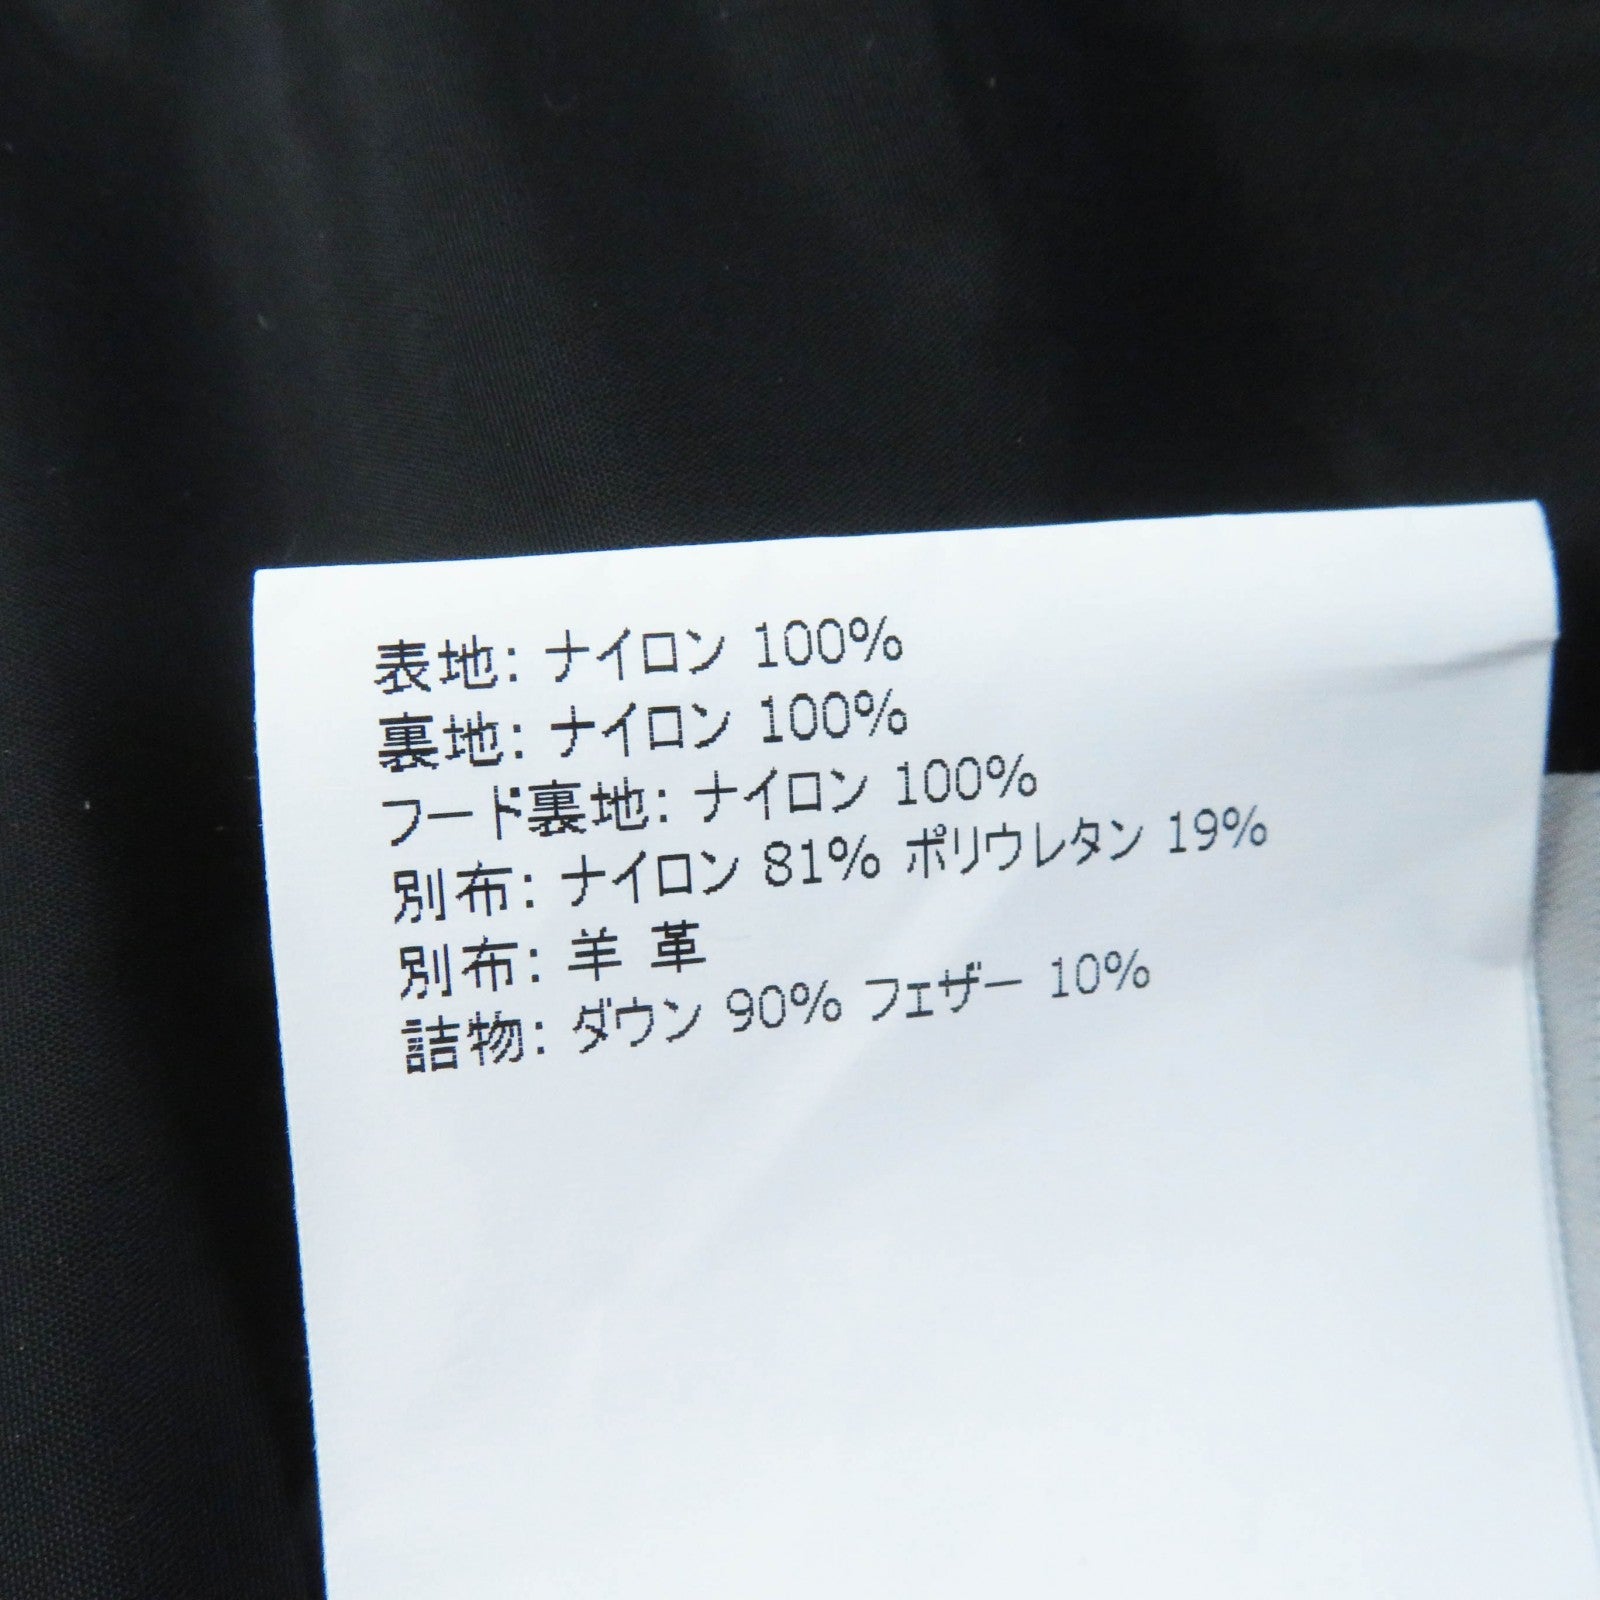 表地: ナイロン 100%
裏地: ナイロン 100%
フード裏地: ナイロン 100%
別布: ナイロン 81% ポリウレタン 19%
別布: 羊 革
詰物: ダウン 90% フェザー 10%